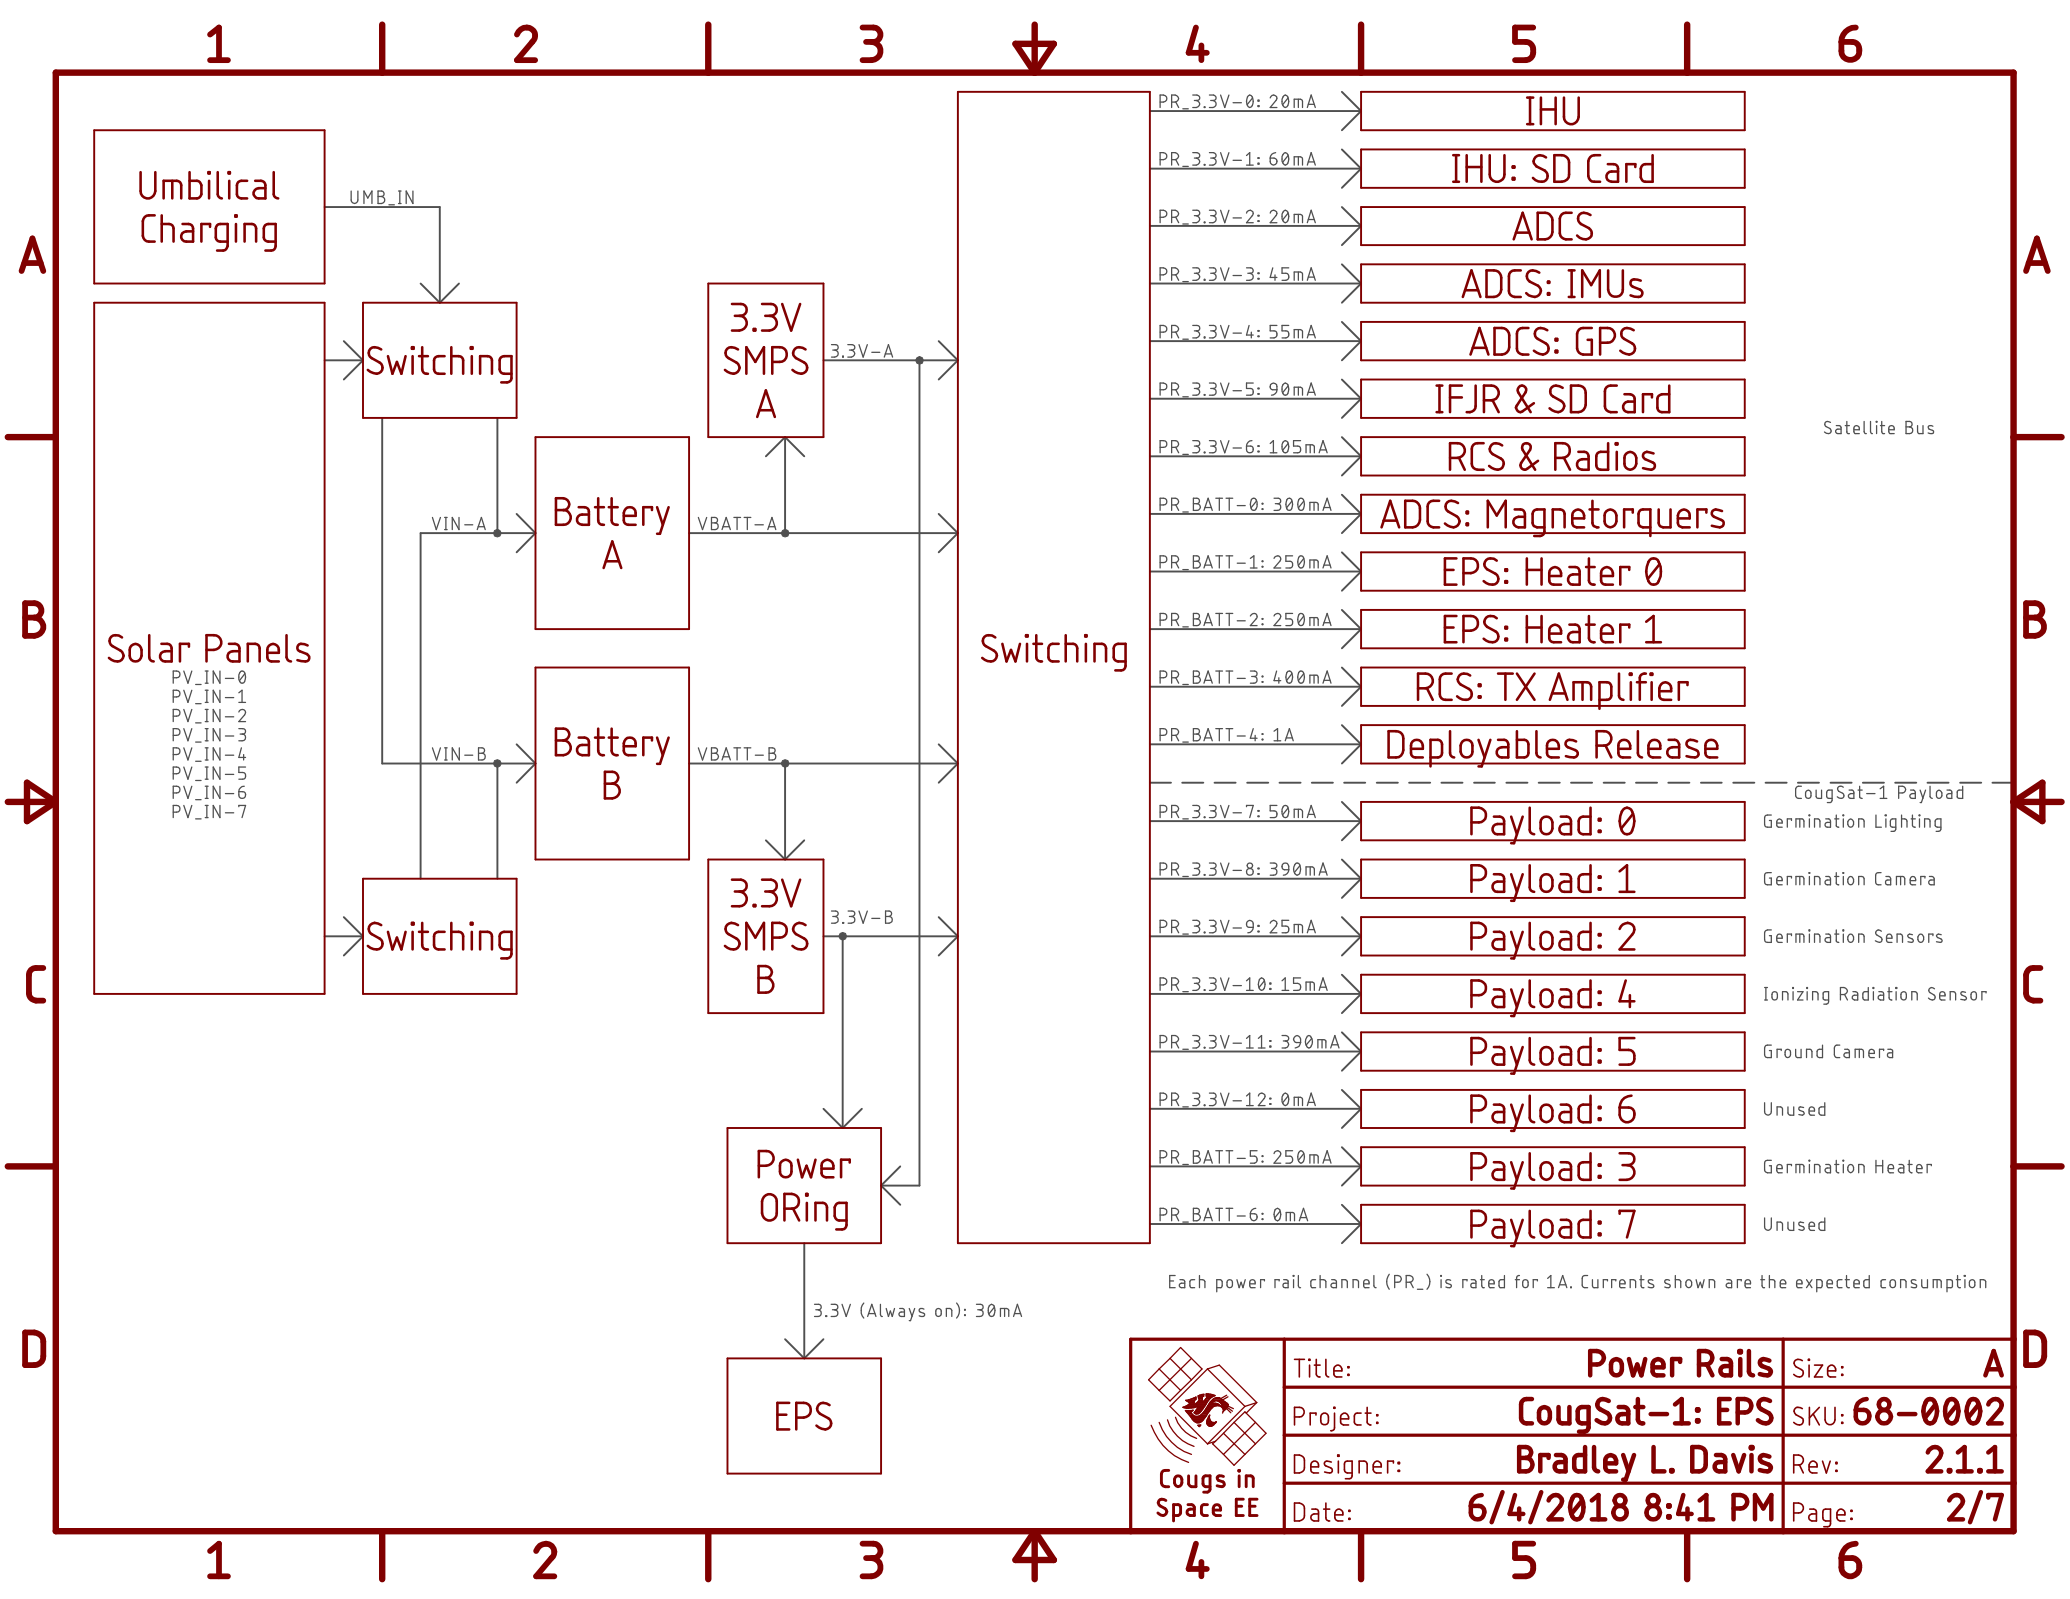 1 2 3 4 5 6
A A
B B
C C
D D
Umbilical
Charging
UMB_IN
Switching
Solar Panels
PV_IN-0
PV_IN-1
PV_IN-2
PV_IN-3
PV_IN-4
PV_IN-5
PV_IN-6
PV_IN-7
Switching
VIN-A
VIN-B
Battery
A
Battery
B
VBATT-A
VBATT-B
3.3V
SMPS
A
3.3V-A
3.3V
SMPS
B
3.3V-B
Power
ORing
3.3V (Always on): 30mA
EPS
Switching
PR_3.3V-0: 20mA
IHU
PR_3.3V-1: 60mA
IHU: SD Card
PR_3.3V-2: 20mA
ADCS
PR_3.3V-3: 45mA
ADCS: IMUs
PR_3.3V-4: 55mA
ADCS: GPS
PR_3.3V-5: 90mA
IFJR & SD Card
PR_3.3V-6: 105mA
RCS & Radios
Satellite Bus
PR_BATT-0: 300mA
ADCS: Magnetorquers
PR_BATT-1: 250mA
EPS: Heater 0
PR_BATT-2: 250mA
EPS: Heater 1
PR_BATT-3: 400mA
RCS: TX Amplifier
PR_BATT-4: 1A
Deployables Release
CougSat-1 Payload
PR_3.3V-7: 50mA
Payload: 0
Germination Lighting
PR_3.3V-8: 390mA
Payload: 1
Germination Camera
PR_3.3V-9: 25mA
Payload: 2
Germination Sensors
PR_3.3V-10: 15mA
Payload: 4
Ionizing Radiation Sensor
PR_3.3V-11: 390mA
Payload: 5
Ground Camera
PR_3.3V-12: 0mA
Payload: 6
Unused
PR_BATT-5: 250mA
Payload: 3
Germination Heater
PR_BATT-6: 0mA
Payload: 7
Unused
Each power rail channel (PR_) is rated for 1A. Currents shown are the expected consumption
Cougs in
Space EE
Title: Power Rails
Size: A
Project: CougSat-1: EPS
SKU: 68-0002
Designer: Bradley L. Davis
Rev: 2.1.1
Date: 6/4/2018 8:41 PM
Page: 2/7
1 2 3 4 5 6